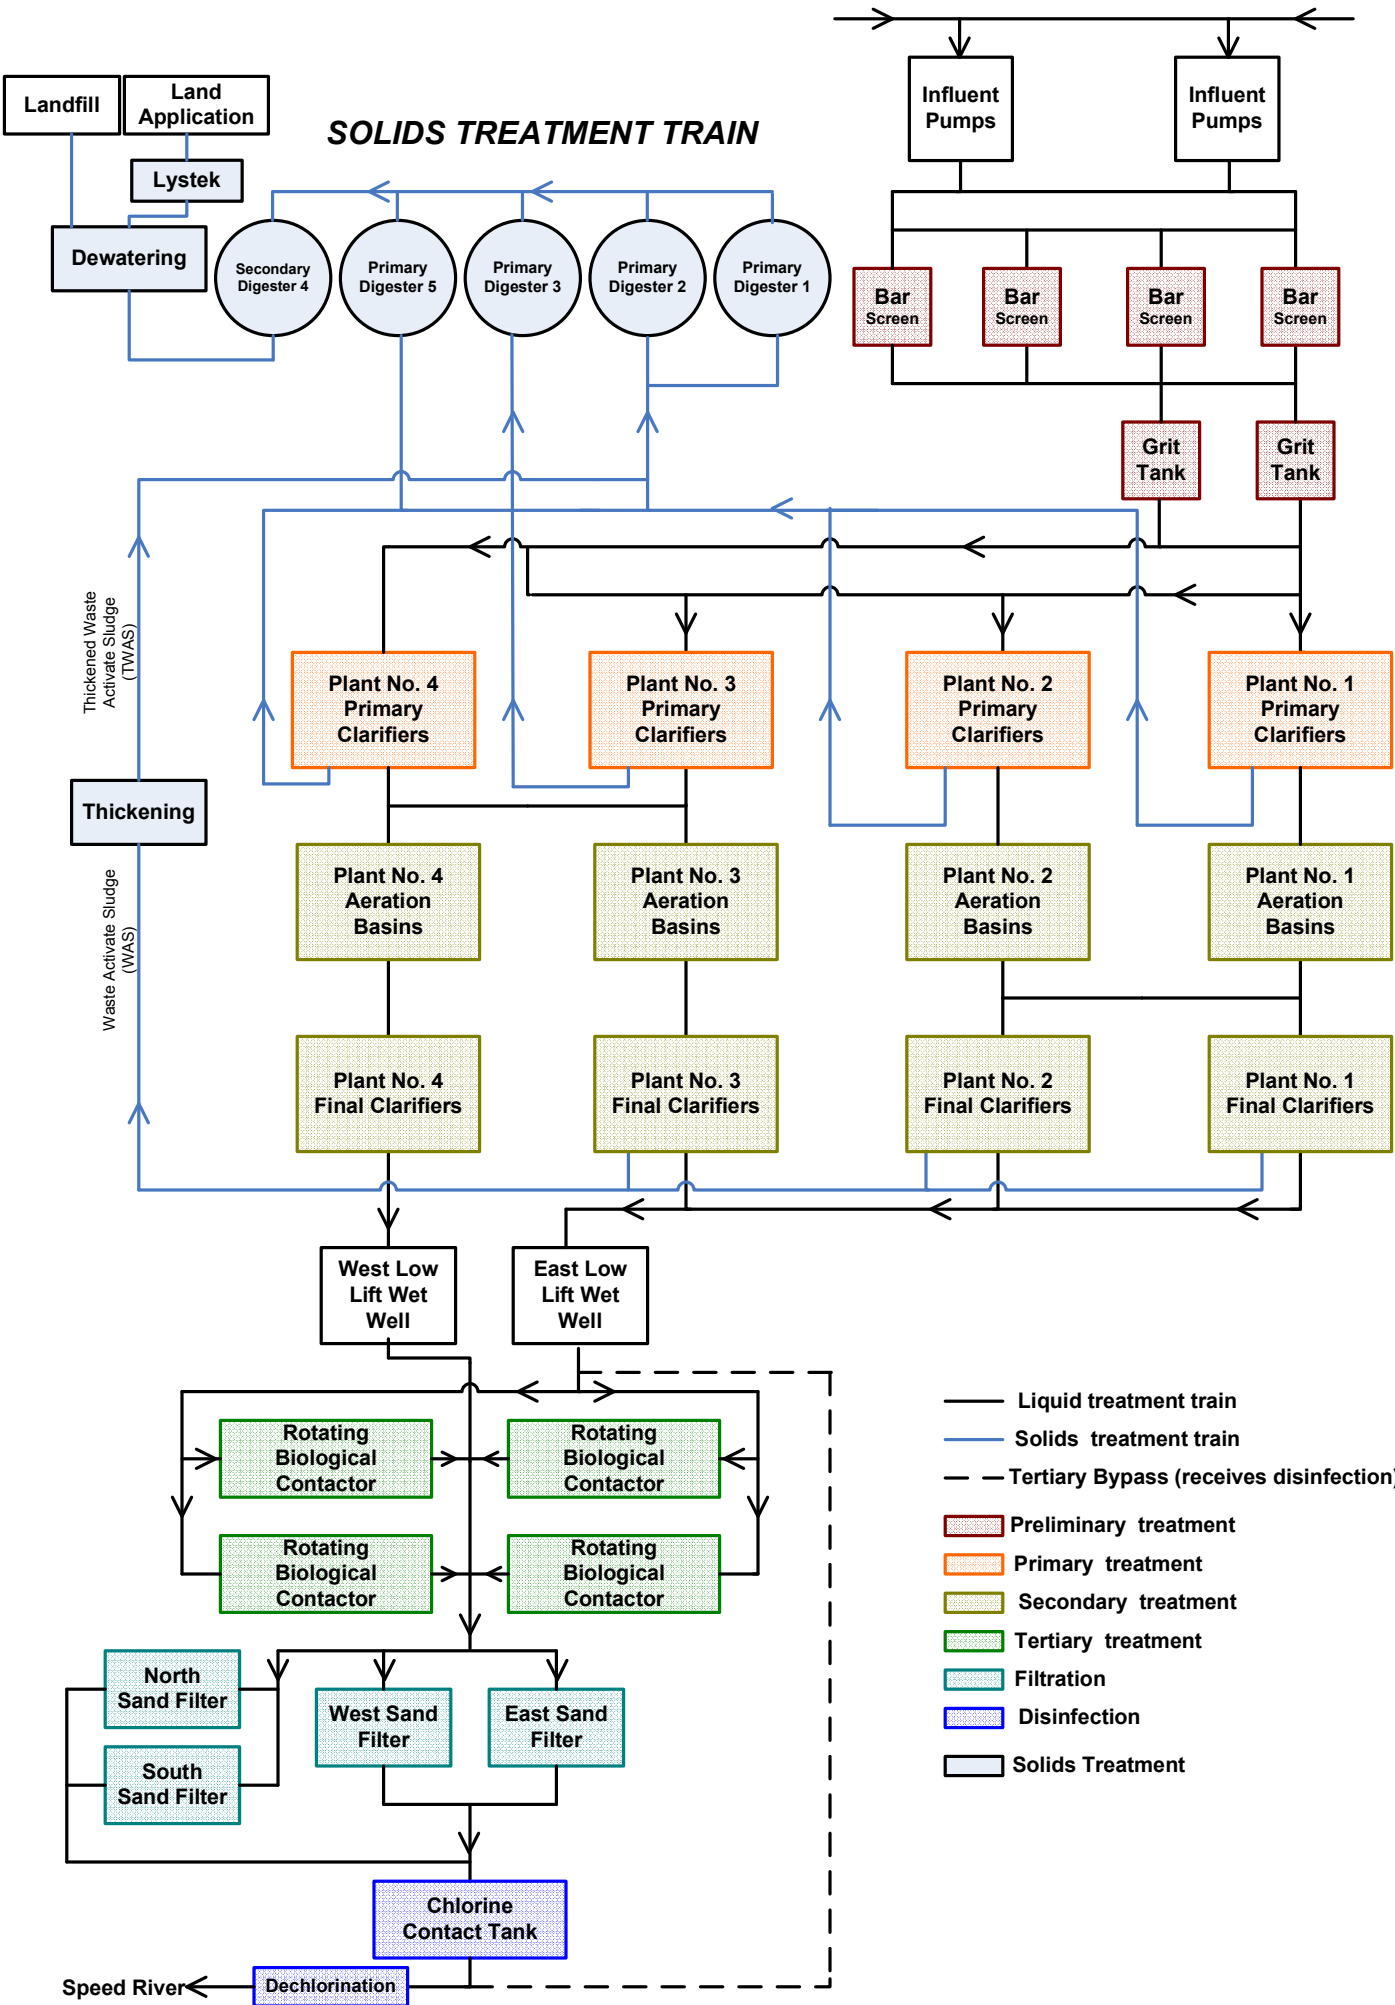 Influent
Pumps
Influent
Pumps
Landfill
Land
Application
SOLIDS TREATMENT TRAIN
Lystek
Dewatering
Secondary
Digester 4
Primary
Digester 5
Primary
Digester 3
Primary
Digester 2
Primary
Digester 1
Bar
Screen
Bar
Screen
Bar
Screen
Bar
Screen
Grit
Tank
Grit
Tank
Thickened Waste
Activate Sludge
(TWAS)
Plant No. 4
Primary
Clarifiers
Plant No. 3
Primary
Clarifiers
Plant No. 2
Primary
Clarifiers
Plant No. 1
Primary
Clarifiers
Thickening
Waste Activate Sludge
(WAS)
Plant No. 4
Aeration
Basins
Plant No. 3
Aeration
Basins
Plant No. 2
Aeration
Basins
Plant No. 1
Aeration
Basins
Plant No. 4
Final Clarifiers
Plant No. 3
Final Clarifiers
Plant No. 2
Final Clarifiers
Plant No. 1
Final Clarifiers
West Low
Lift Wet
Well
East Low
Lift Wet
Well
Rotating
Biological
Contactor
Rotating
Biological
Contactor
Rotating
Biological
Contactor
Rotating
Biological
Contactor
North
Sand Filter
South
Sand Filter
West Sand
Filter
East Sand
Filter
Chlorine
Contact Tank
Dechlorination
Speed River
Liquid treatment train
Solids treatment train
Tertiary Bypass (receives disinfection)
Preliminary treatment
Primary treatment
Secondary treatment
Tertiary treatment
Filtration
Disinfection
Solids Treatment